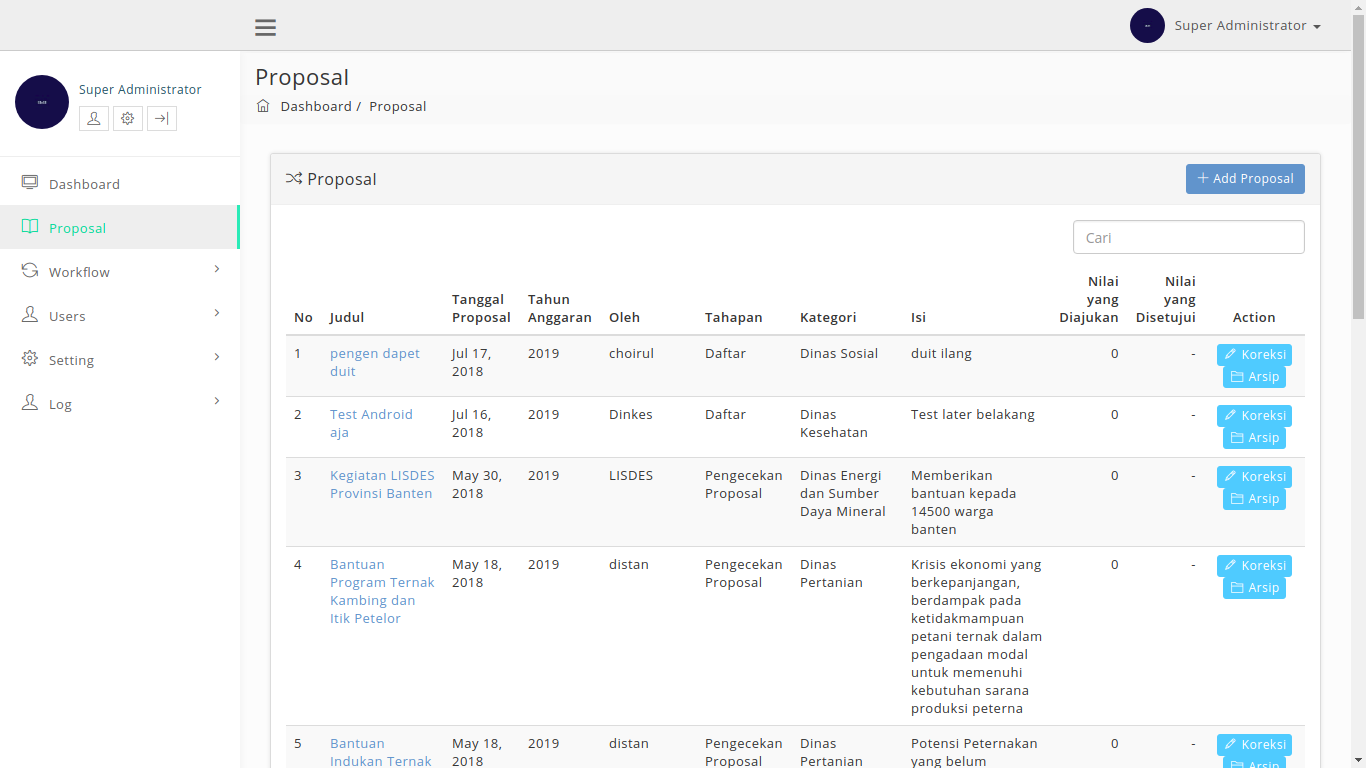 Super Administrator
Super Administrator
Proposal
Dashboard / Proposal
Dashboard
Proposal
Workflow
Users
Setting
Log
Proposal
+ Add Proposal
Cari
No Judul Tanggal Proposal Tahun Anggaran Oleh Tahapan Kategori Isi Nilai yang Diajukan Nilai yang Disetujui Action
1 pengen dapet duit Jul 17, 2018 2019 choirul Daftar Dinas Sosial duit ilang 0 - Koreksi Arsip
2 Test Android aja Jul 16, 2018 2019 Dinkes Daftar Dinas Kesehatan Test later belakang 0 - Koreksi Arsip
3 Kegiatan LISDES Provinsi Banten May 30, 2018 2019 LISDES Pengecekan Proposal Dinas Energi dan Sumber Daya Mineral Memberikan bantuan kepada 14500 warga banten 0 - Koreksi Arsip
4 Bantuan Program Ternak Kambing dan Itik Petelor May 18, 2018 2019 distan Pengecekan Proposal Dinas Pertanian Krisis ekonomi yang berkepanjangan, berdampak pada ketidakmampuan petani ternak dalam pengadaan modal untuk memenuhi kebutuhan sarana produksi peterna 0 - Koreksi Arsip
5 Bantuan Indukan Ternak May 18, 2018 2019 distan Pengecekan Proposal Dinas Pertanian Potensi Peternakan yang belum 0 - Koreksi Arsip